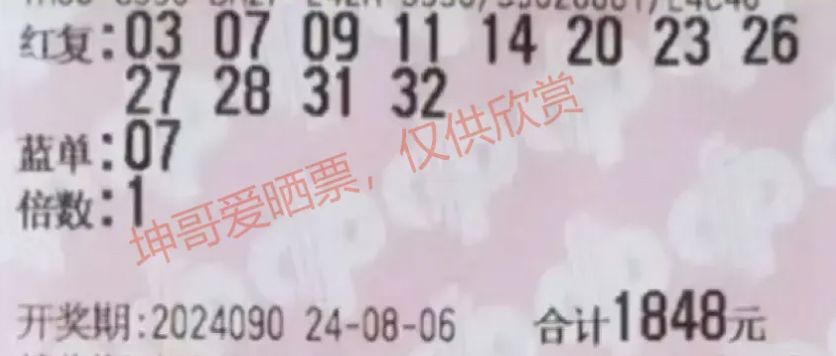 红复:03 07 09 11 14 20 23 26
27 28 31 32
蓝单:07
倍数:1
坤哥爱晒票，仅供欣赏
开奖期:2024090 24-08-06 合计1848元